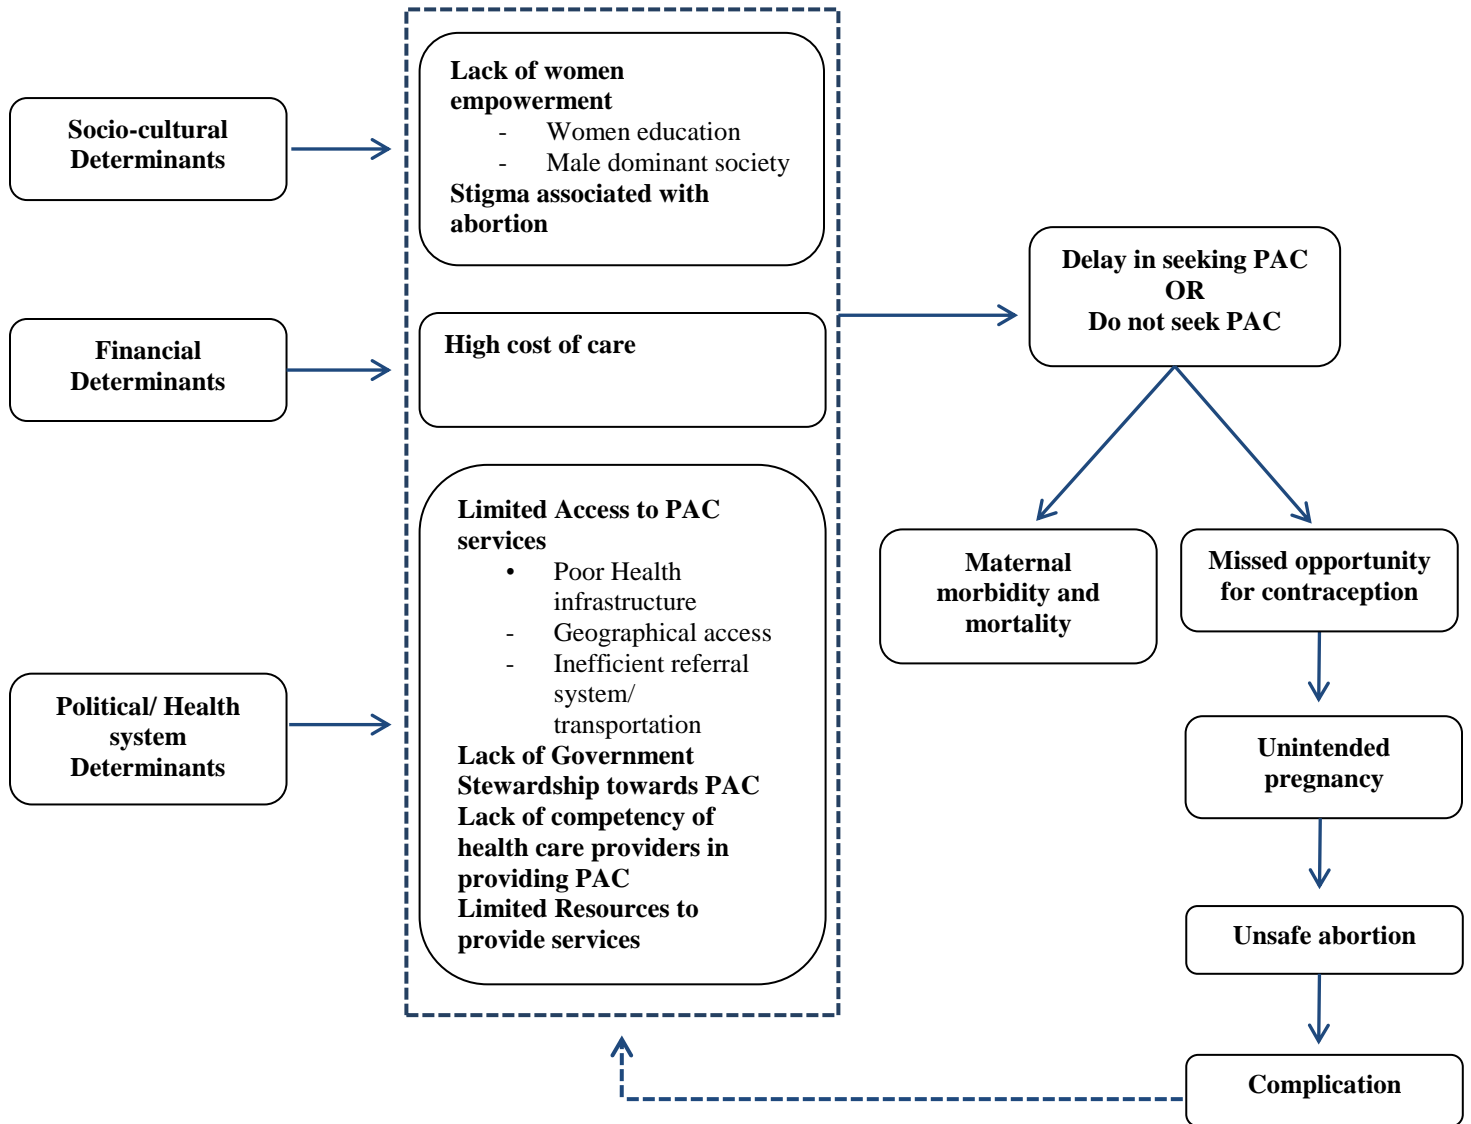 Socio-cultural
Determinants
Lack of women
empowerment
- Women education
- Male dominant society
Stigma associated with
abortion
Financial
Determinants
High cost of care
Political/ Health
system
Determinants
Limited Access to PAC
services
• Poor Health
infrastructure
- Geographical access
- Inefficient referral
system/
transportation
Lack of Government
Stewardship towards PAC
Lack of competency of
health care providers in
providing PAC
Limited Resources to
provide services
Delay in seeking PAC
OR
Do not seek PAC
Maternal
morbidity and
mortality
Missed opportunity
for contraception
Unintended
pregnancy
Unsafe abortion
Complication